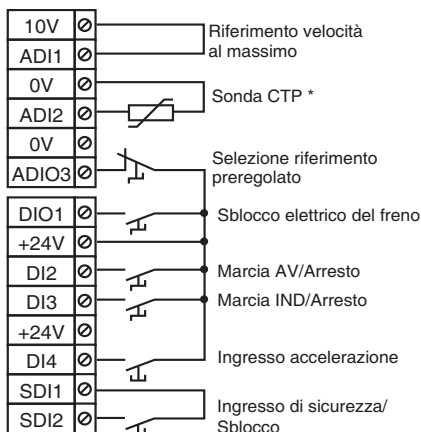 10V
Riferimento velocità
ADI1
al massimo
0V
Sonda CTP *
ADI2
0V
Selezione riferimento
ADIO3
preregolato
DIO1
Sblocco elettrico del freno
+24V
DI2
Marcia AV/Arresto
DI3
Marcia IND/Arresto
+24V
DI4
Ingresso accelerazione
SDI1
Ingresso di sicurezza/
SDI2
Sblocco